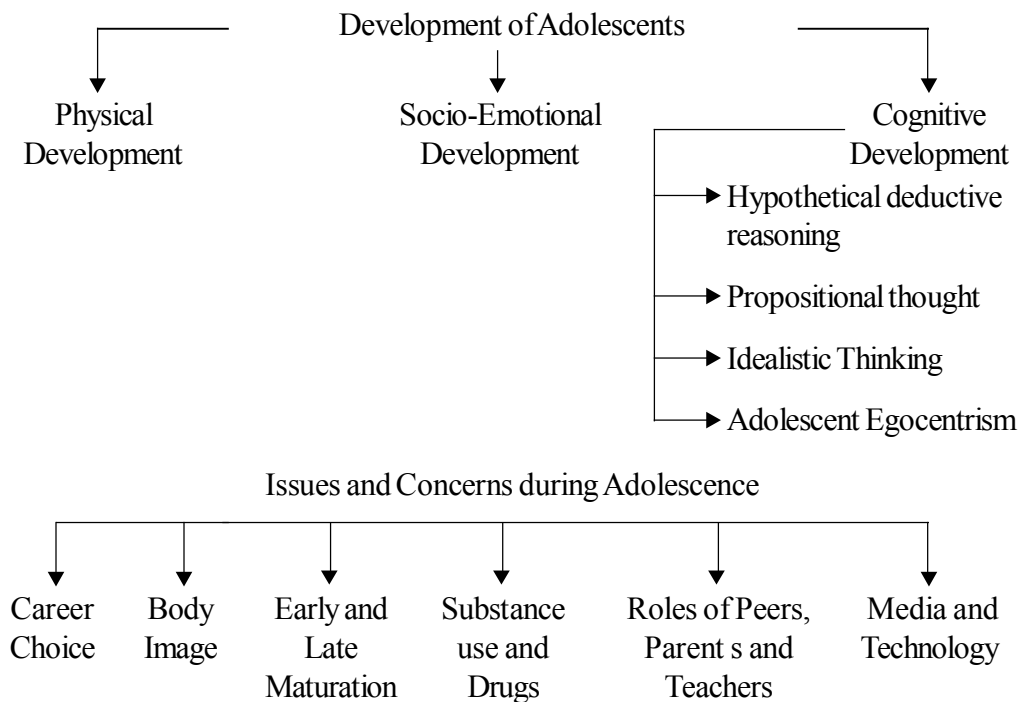 Development of Adolescents
Physical
Development
Socio-Emotional
Development
Cognitive
Development
Hypothetical deductive
reasoning
Propositional thought
Idealistic Thinking
Adolescent Egocentrism
Issues and Concerns during Adolescence
Career
Choice
Body
Image
Early and
Late
Maturation
Substance
use and
Drugs
Roles of Peers,
Parent s and
Teachers
Media and
Technology